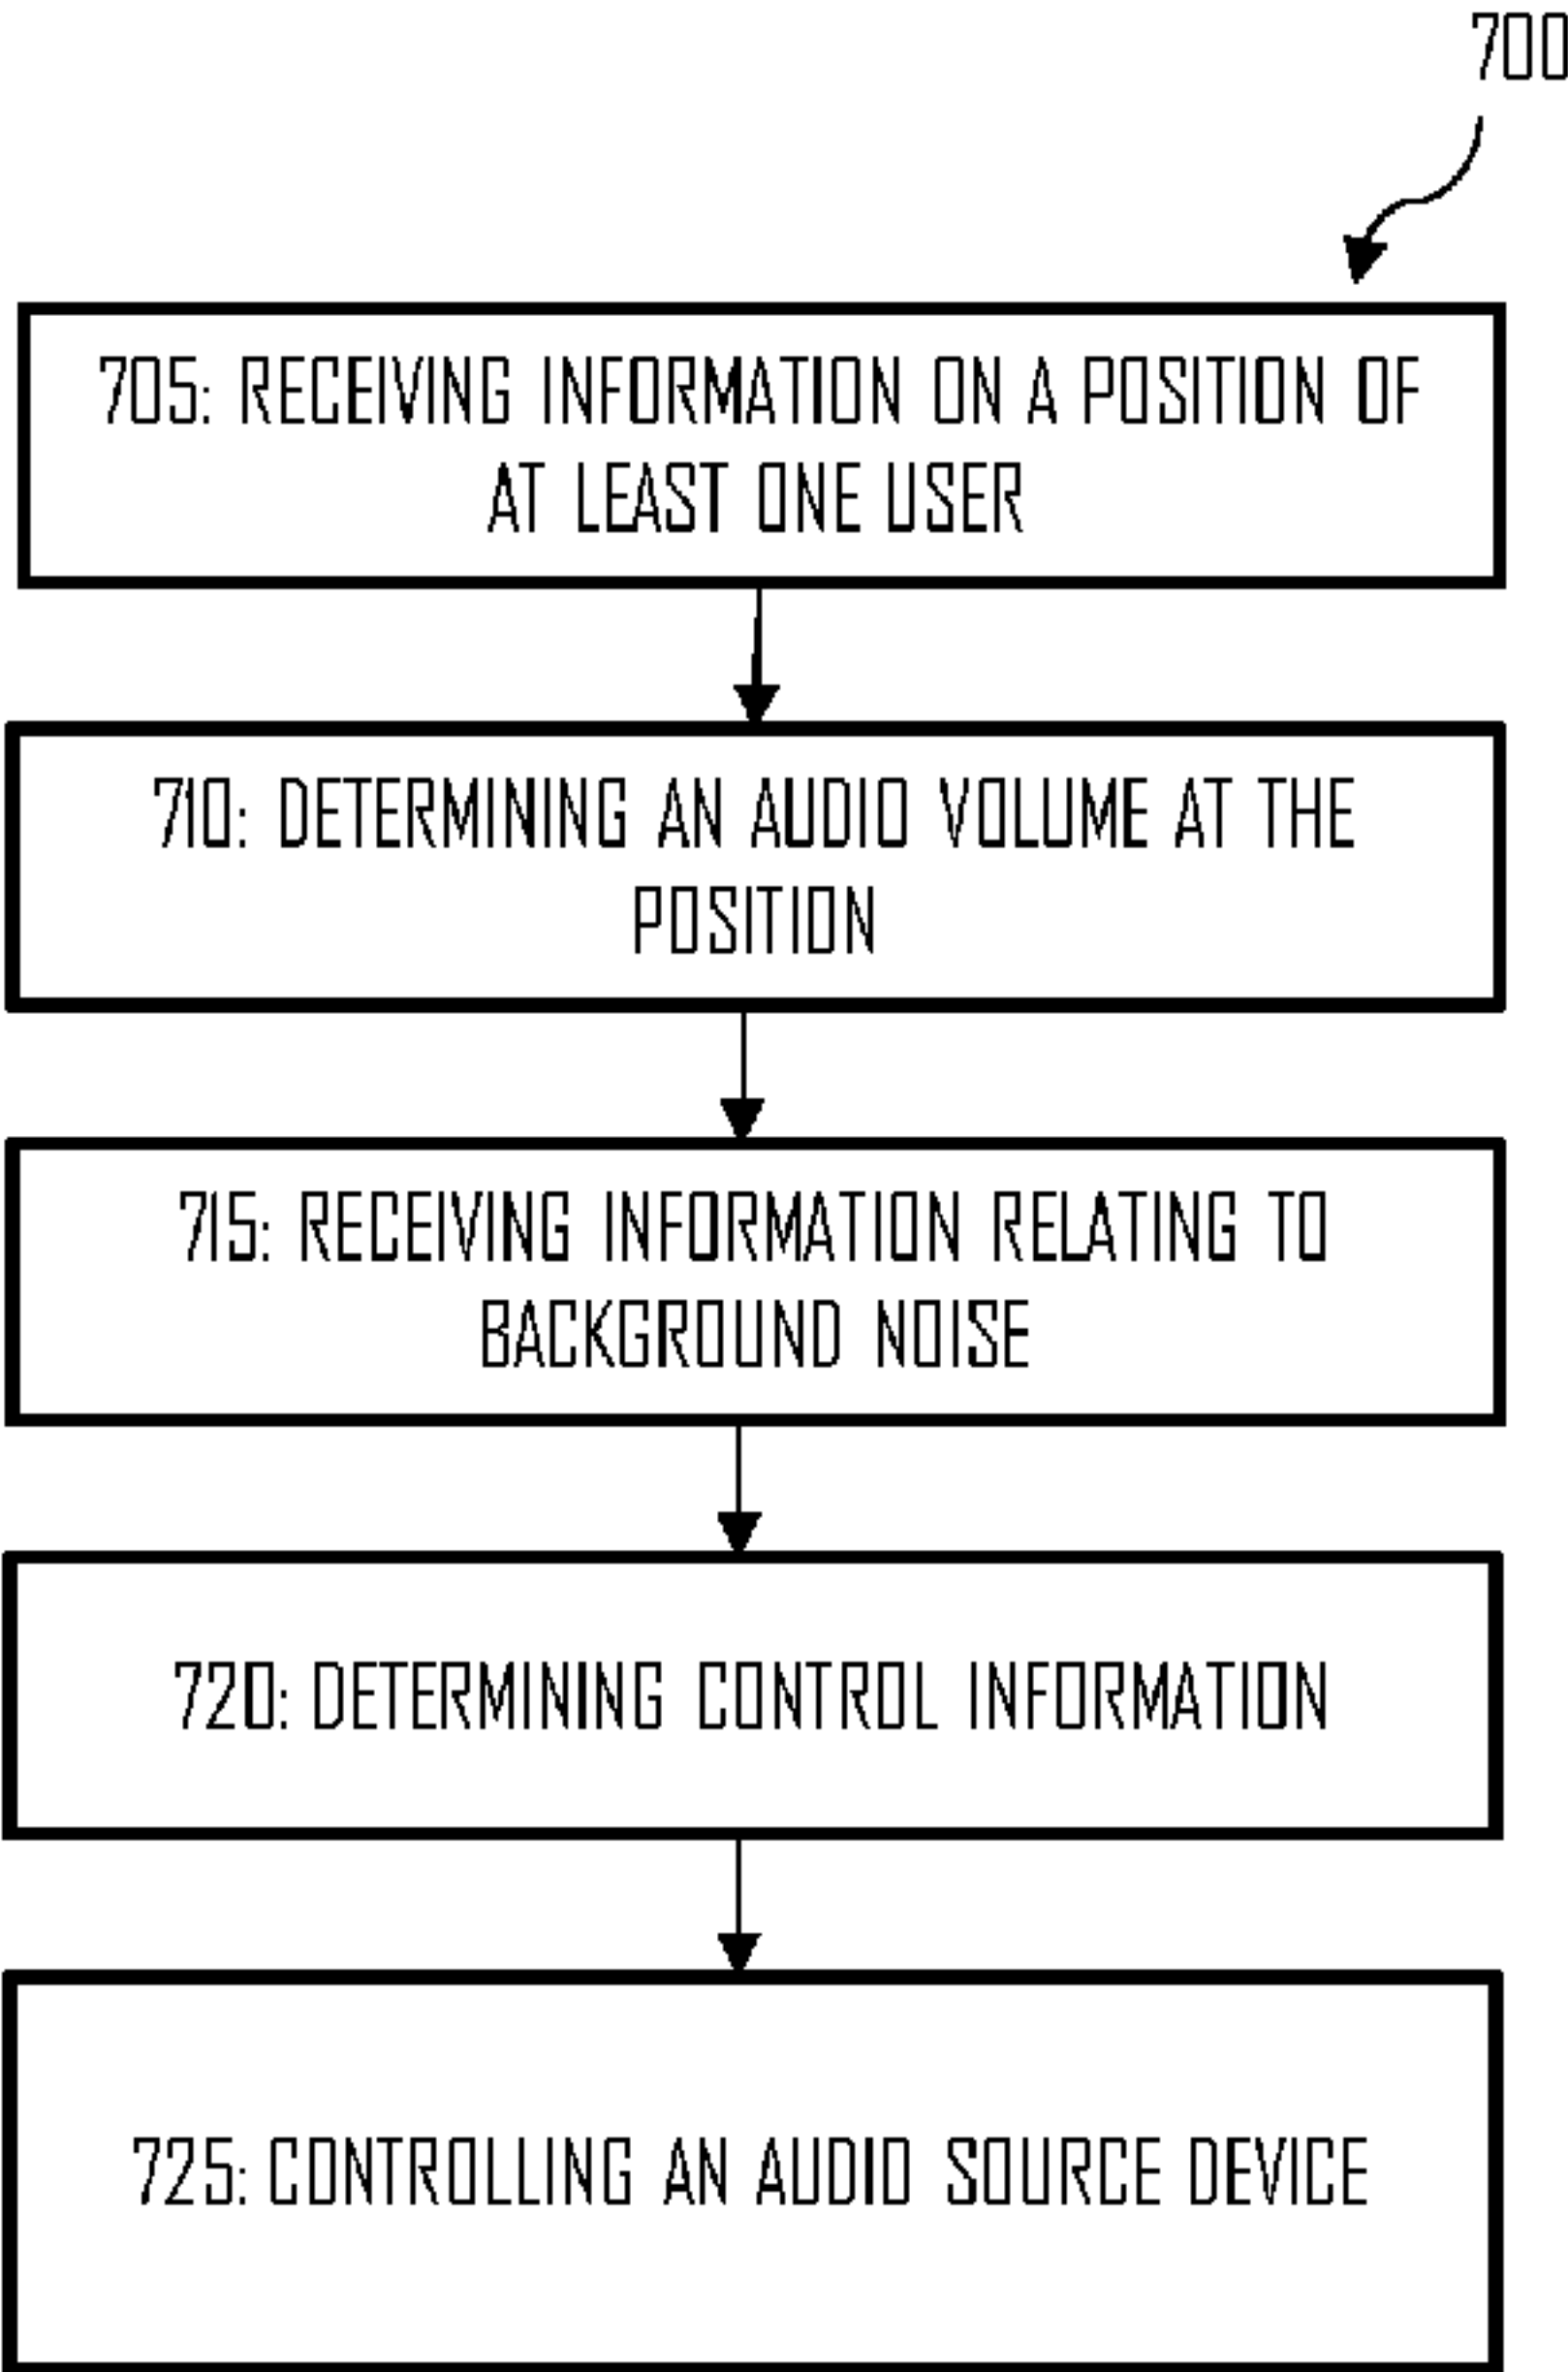 700
705: RECEIVING INFORMATION ON A POSITION OF
AT LEAST ONE USER
710: DETERMINING AN AUDIO VOLUME AT THE
POSITION
715: RECEIVING INFORMATION RELATING TO
BACKGROUND NOISE
720: DETERMINING CONTROL INFORMATION
725: CONTROLLING AN AUDIO SOURCE DEVICE